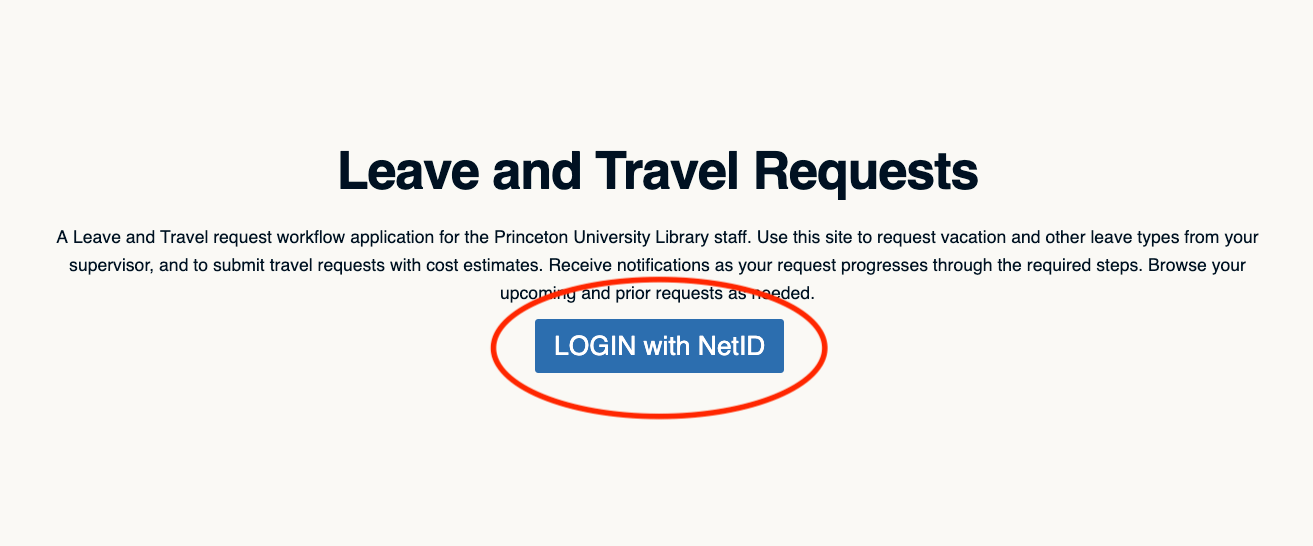 Leave and Travel Requests
A Leave and Travel request workflow application for the Princeton University Library staff. Use this site to request vacation and other leave types from your
supervisor, and to submit travel requests with cost estimates. Receive notifications as your request progresses through the required steps. Browse your
upcoming and prior requests as needed.
LOGIN with NetID